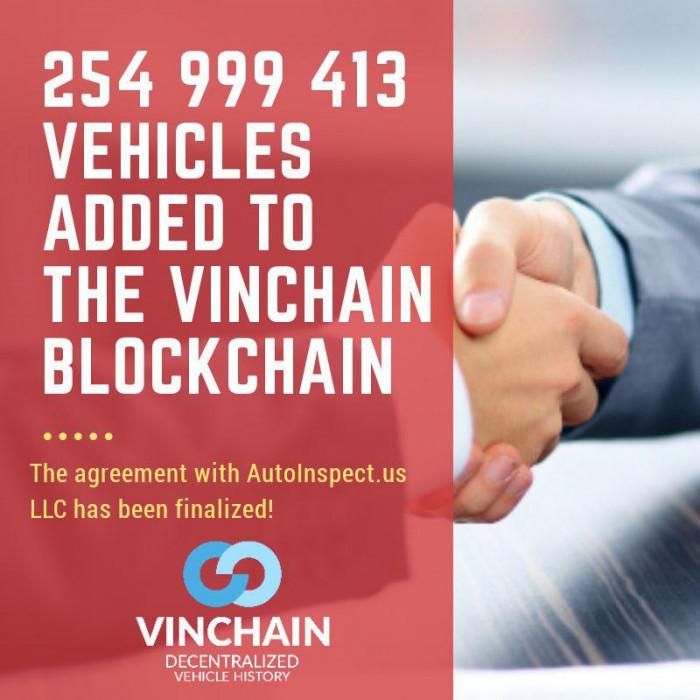 254 999 413
VEHICLES
ADDED TO
THE VINCHAIN
BLOCKCHAIN
The agreement with AutoInspect.us
LLC has been finalized!
VINCHAIN
DECENTRALIZED
VEHICLE HISTORY